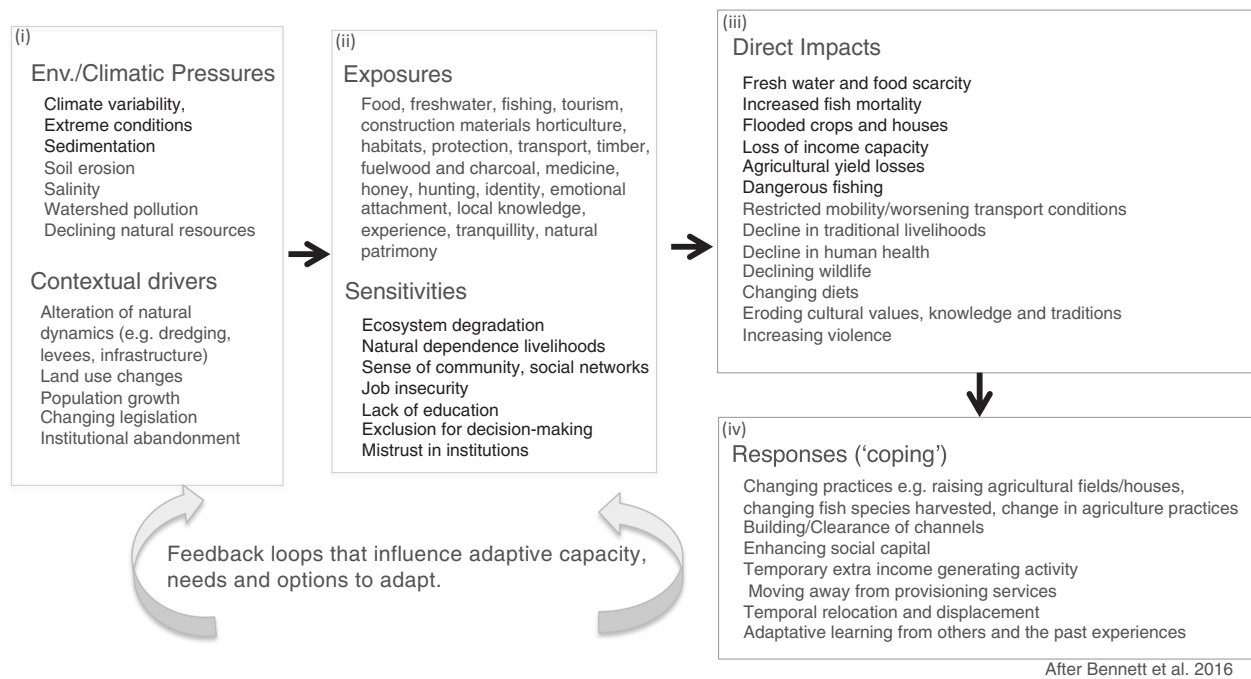 (i)
Env./Climatic Pressures
Climate variability,
Extreme conditions
Sedimentation
Soil erosion
Salinity
Watershed pollution
Declining natural resources
Contextual drivers
Alteration of natural
dynamics (e.g. dredging,
levees, infrastructure)
Land use changes
Population growth
Changing legislation
Institutional abandonment
(ii)
Exposures
Food, freshwater, fishing, tourism,
construction materials horticulture,
habitats, protection, transport, timber,
fuelwood and charcoal, medicine,
honey, hunting, identity, emotional
attachment, local knowledge,
experience, tranquillity, natural
patrimony
Sensitivities
Ecosystem degradation
Natural dependence livelihoods
Sense of community, social networks
Job insecurity
Lack of education
Exclusion for decision-making
Mistrust in institutions
(iii)
Direct Impacts
Fresh water and food scarcity
Increased fish mortality
Flooded crops and houses
Loss of income capacity
Agricultural yield losses
Dangerous fishing
Restricted mobility/worsening transport conditions
Decline in traditional livelihoods
Decline in human health
Declining wildlife
Changing diets
Eroding cultural values, knowledge and traditions
Increasing violence
(iv)
Responses (‘coping’)
Changing practices e.g. raising agricultural fields/houses,
changing fish species harvested, change in agriculture practices
Building/Clearance of channels
Enhancing social capital
Temporary extra income generating activity
Moving away from provisioning services
Temporal relocation and displacement
Adaptative learning from others and the past experiences
Feedback loops that influence adaptive capacity,
needs and options to adapt.
After Bennett et al. 2016